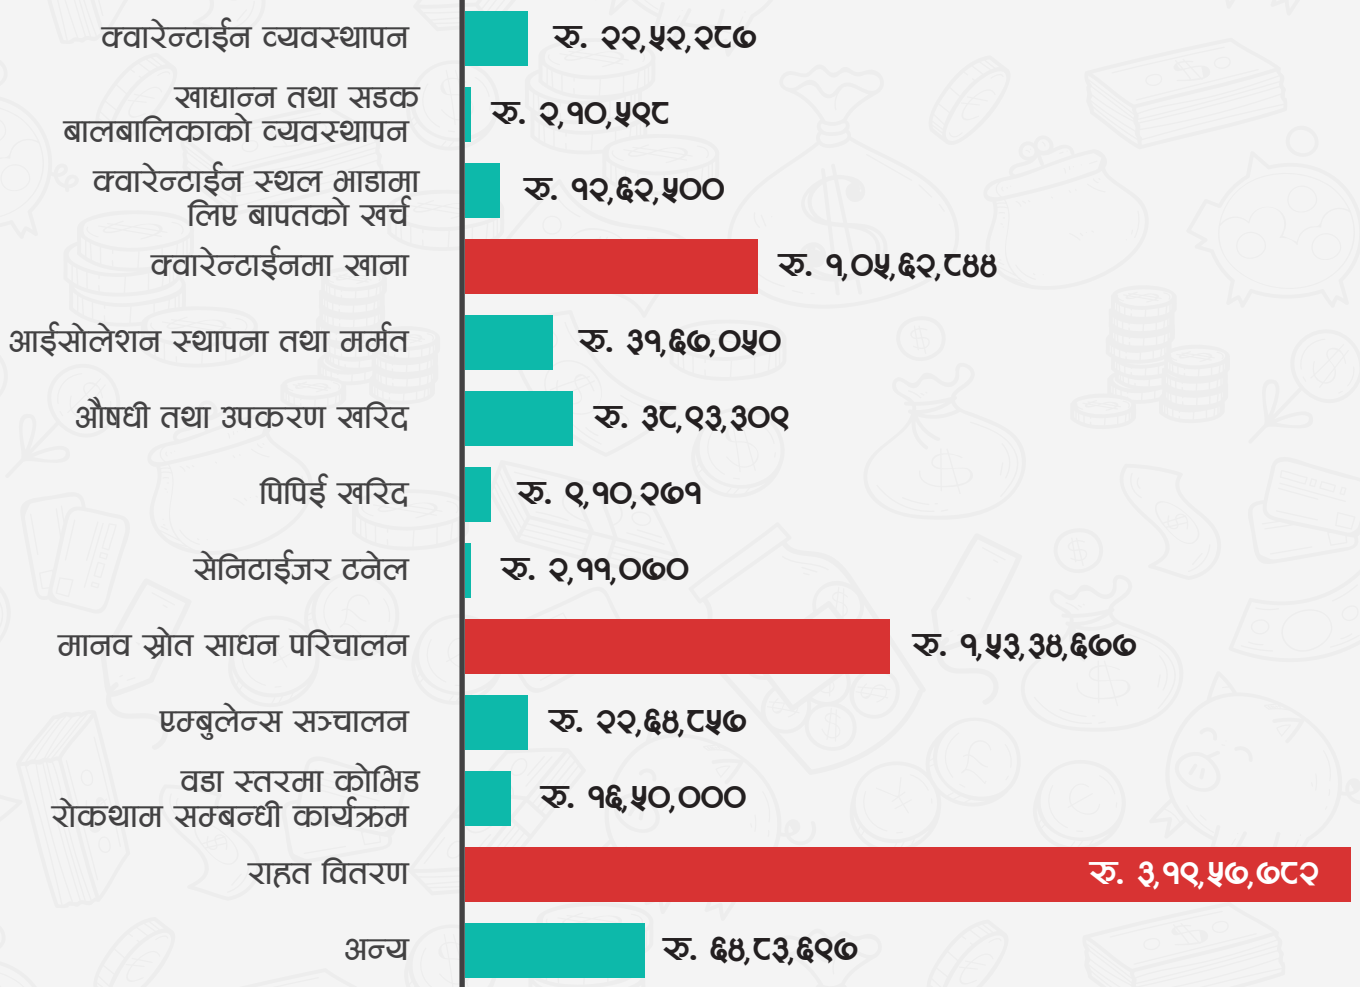 क्वारेन्टाईन व्यवस्थापन रु. २२,५२,२८७
खाद्यान्न तथा सडक
बालबालिकाको व्यवस्थापन रु. २,१०,५९८
क्वारेन्टाईन स्थल भाडामा
लिए बापतको खर्च रु. १२,६२,५००
क्वारेन्टाईनमा खाना रु. १,०५,६२,८४४
आईसोलेशन स्थापना तथा मर्मत रु. ३१,६७,०५०
औषधी तथा उपकरण खरिद रु. ३८,९३,३०९
पिपिई खरिद रु. ९,१०,२७१
सेनिटाईजर टनेल रु. २,११,०७०
मानव स्रोत साधन परिचालन रु. १,५३,३४,६७७
एम्बुलेन्स सञ्चालन रु. २२,६४,८५७
वडा स्तरमा कोभिड
रोकथाम सम्बन्धी कार्यक्रम रु. १६,५०,०००
राहत वितरण रु. ३,१९,५७,७८२
अन्य रु. ६४,८३,६९७